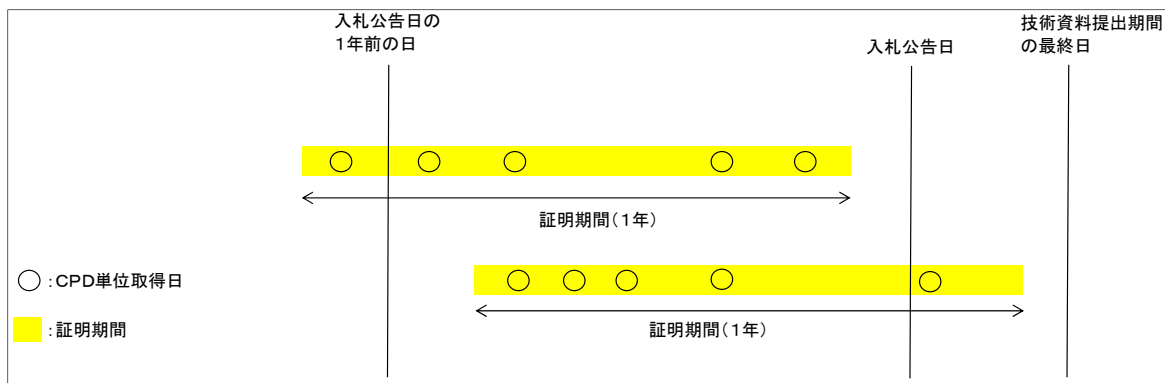 入札公告日の
1年前の日
入札公告日
技術資料提出期間
の最終日
証明期間(1年)
証明期間(1年)
:CPD単位取得日
:証明期間